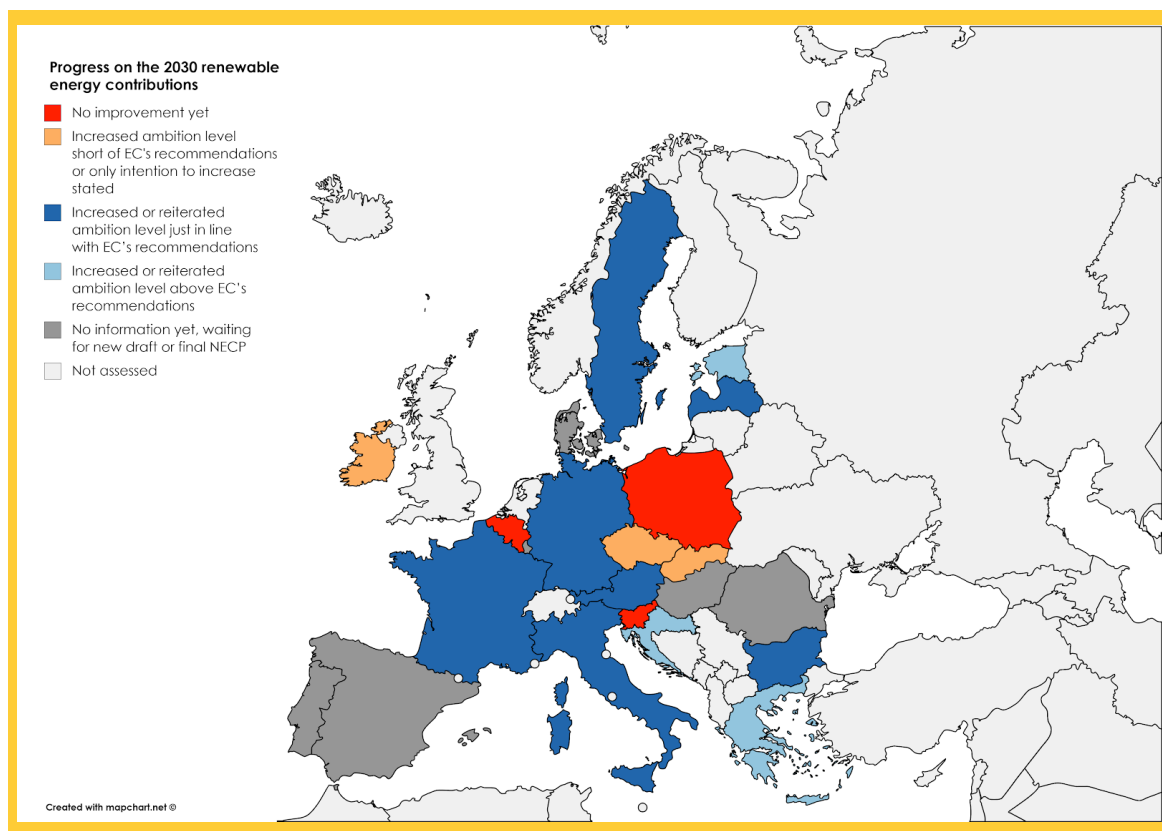 Progress on the 2030 renewable
energy contributions
No improvement yet
Increased ambition level
short of EC's recommendations
or only intention to increase
stated
Increased or reiterated
ambition level just in line
with EC's recommendations
Increased or reiterated
ambition level above EC's
recommendations
No information yet, waiting
for new draft or final NECP
Not assessed
Created with mapchart.net ©